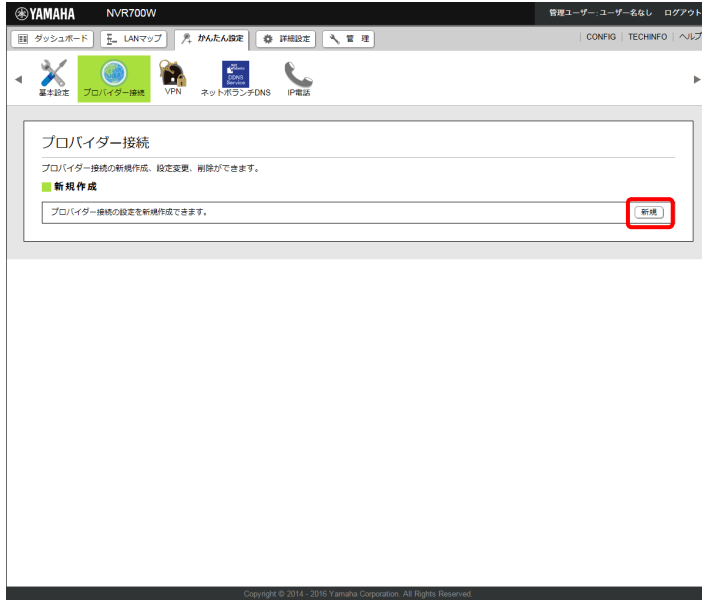 YAMAHA NVR700W 管理ユーザー:ユーザー名なし ログアウト
ダッシュボード LANマップ かんたん設定 詳細設定 管 理 CONFIG TECHINFO ヘルプ
基本設定 プロバイダー接続 VPN ネットボランチDNS IP電話
DDNS
Service
プロバイダー接続
プロバイダー接続の新規作成、設定変更、削除ができます。
新規作成
プロバイダー接続の設定を新規作成できます。 新規
Copyright © 2014 - 2016 Yamaha Corporation. All Rights Reserved.